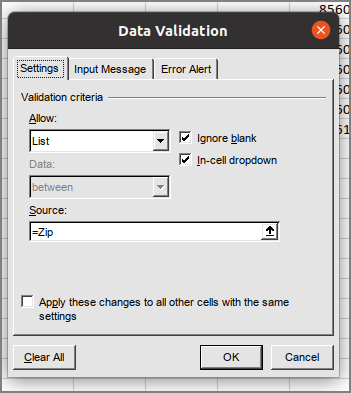 8560
Data Validation
Settings
Input Message
Error Alert
Validation criteria
Allow:
List
Ignore blank
In-cell dropdown
Data:
between
Source:
=Zip
Apply these changes to all other cells with the same
settings
Clear All
OK
Cancel